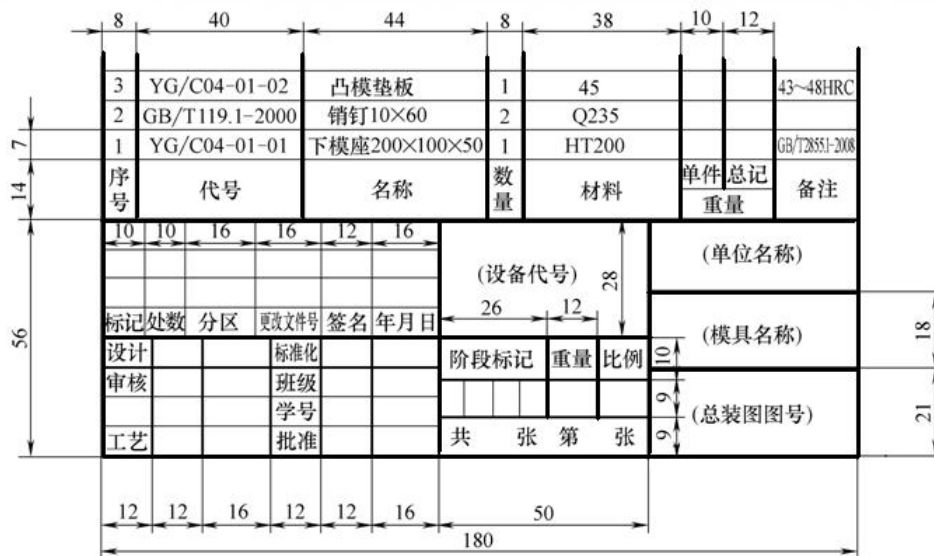 8 40 44 8 38 10 12
3 YG/C04-01-02 凸模垫板 1 45 43~48HRC
2 GB/T119.1-2000 销钉10×60 2 Q235
7 1 YG/C04-01-01 下模座200×100×50 1 HT200 GB/T2855.1-2008
14 序号 代号 名称 数量 材料 单件 总记 备注
重量
10 10 16 16 12 16
(单位名称)
(设备代号) 28
26 12
标记 处数 分区 更改文件号 签名 年月日
56
(模具名称) 18
设计 标准化 阶段标记 重量 比例 10
审核 班级
9
学号 (总装图图号) 21
工艺 批准 共 张 第 张 9
12 12 16 12 12 16 50
180